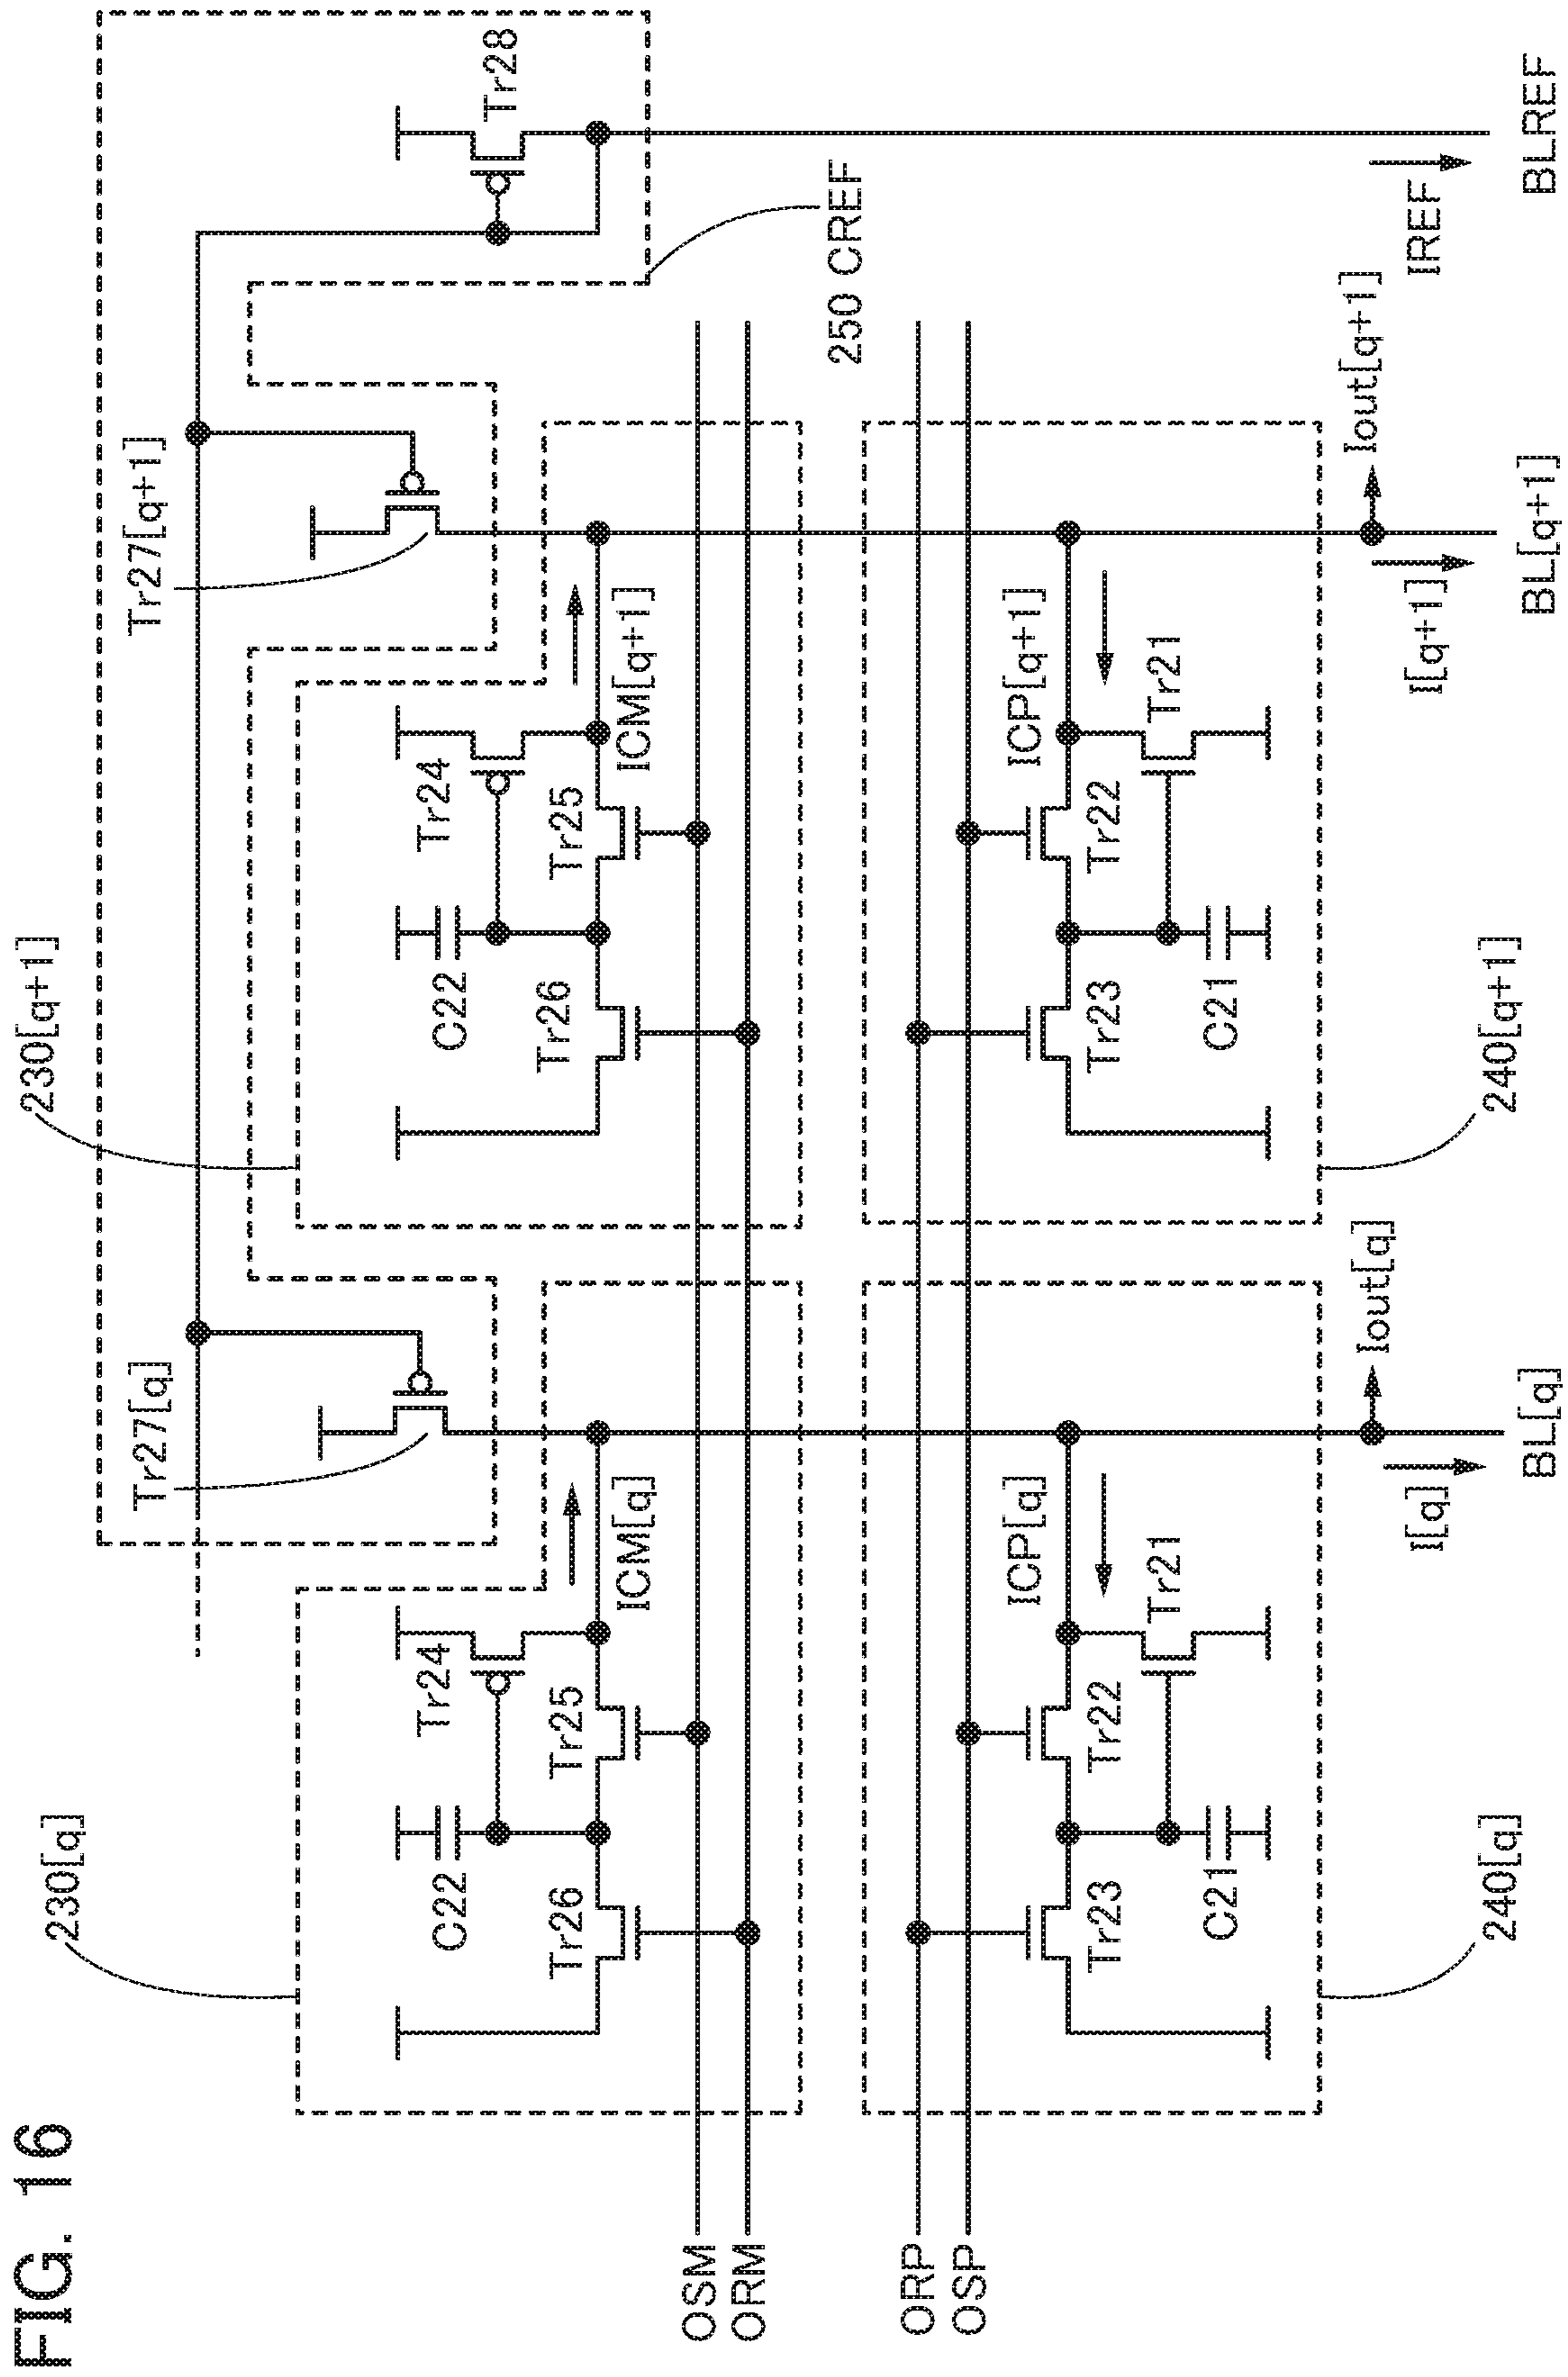 FIG. 16
230[q]
230[q+1]
Tr27[q]
Tr27[q+1]
Tr28
C22
Tr24
C22
Tr24
Tr26
Tr25
Tr26
Tr25
ICM[q]
ICM[q+1]
OSM
ORM
250 CREF
ORP
OSP
ICP[q]
ICP[q+1]
Tr23
Tr22
Tr23
Tr22
Tr21
Tr21
C21
C21
Iout[q]
Iout[q+1]
I[q]
I[q+1]
IREF
240[q]
240[q+1]
BL[q]
BL[q+1]
BLREF